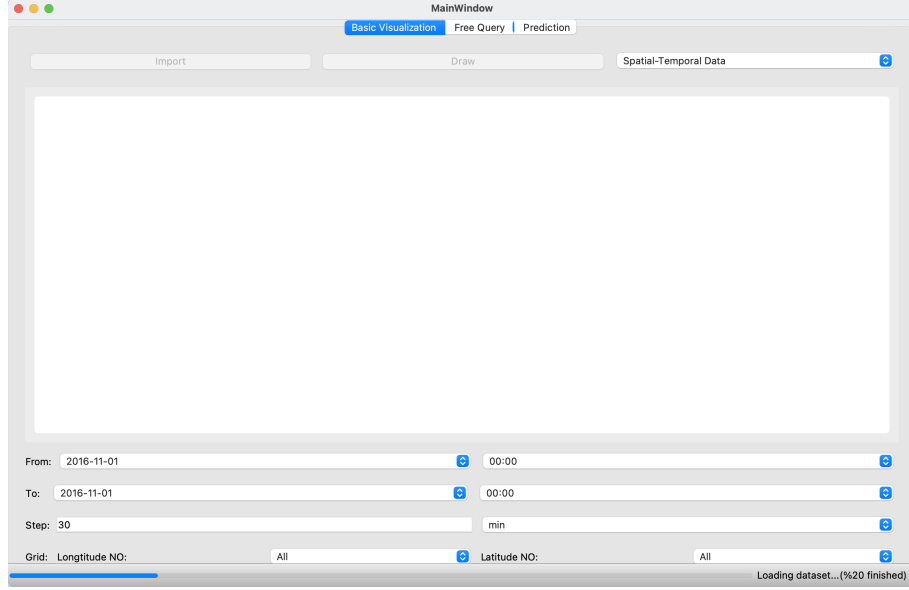 MainWindow
Basic Visualization Free Query Prediction
Import Draw Spatial-Temporal Data
From: 2016-11-01 00:00
To: 2016-11-01 00:00
Step: 30 min
Grid: Longtitude NO: All Latitude NO: All
Loading dataset...(%20 finished)